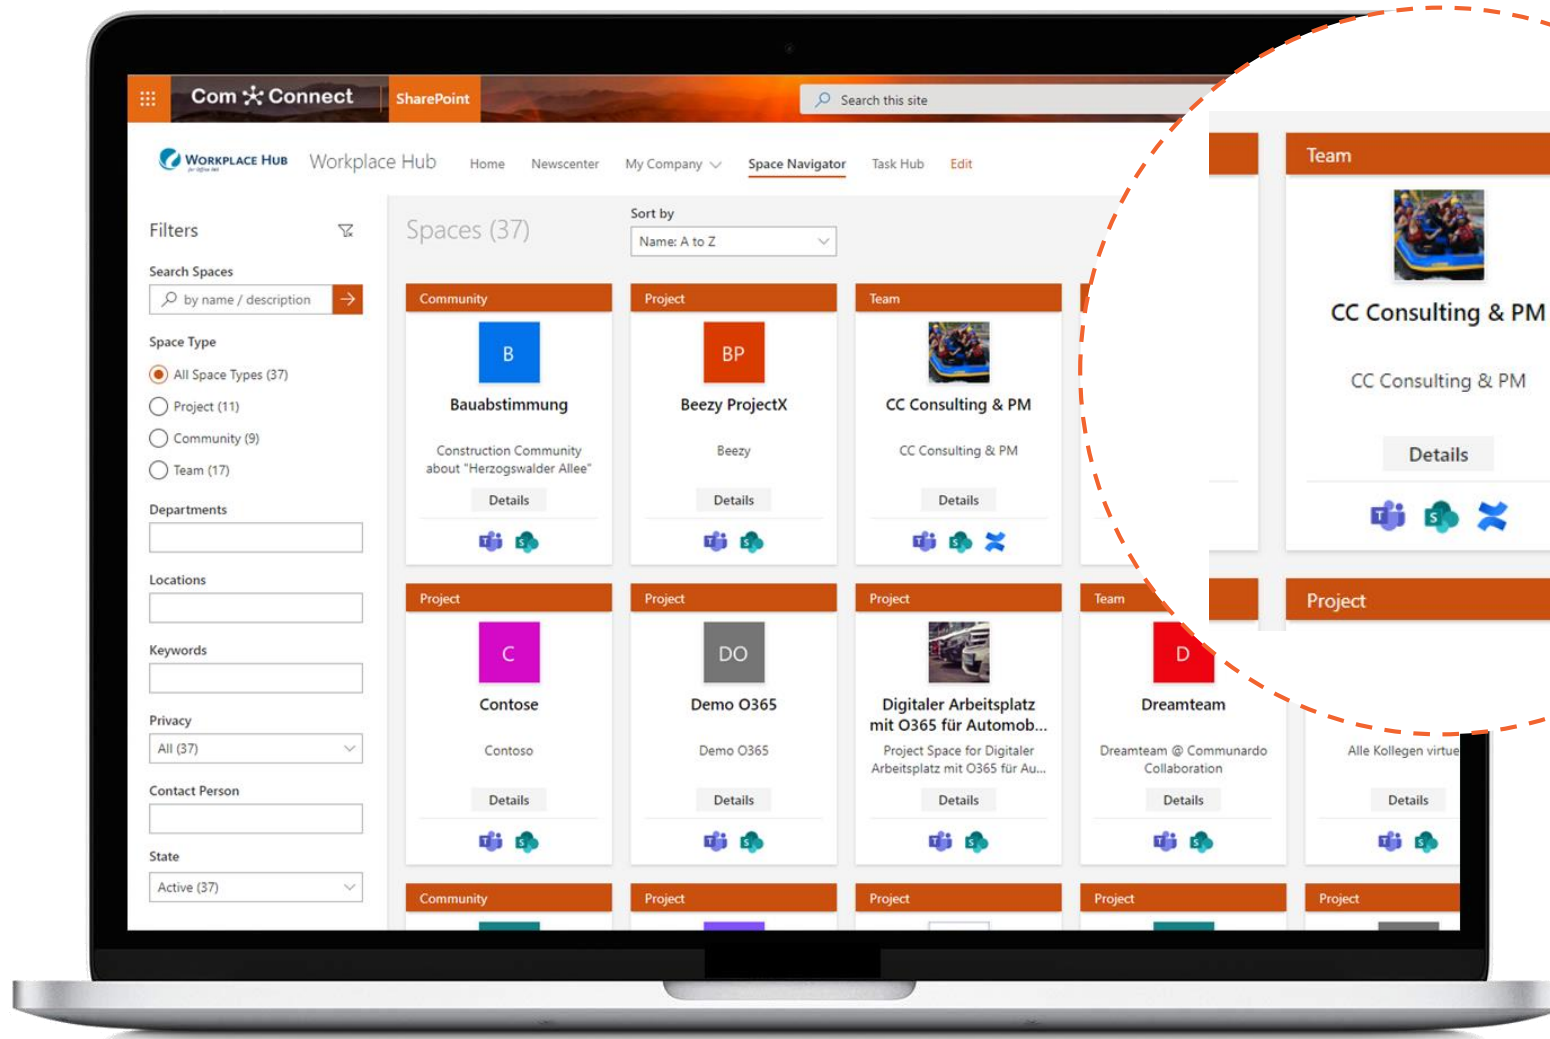 Com Connect
SharePoint
Search this site
WORKPLACE HUB
for Office 365
Workplace Hub
Home
Newscenter
My Company
Space Navigator
Task Hub
Edit
Filters
Search Spaces
by name / description
Space Type
All Space Types (37)
Project (11)
Community (9)
Team (17)
Departments
Locations
Keywords
Privacy
All (37)
Contact Person
State
Active (37)
Spaces (37)
Sort by
Name: A to Z
Community
B
Bauabstimmung
Construction Community
about "Herzogswalder Allee"
Details
Project
BP
Beezy ProjectX
Beezy
Details
Team
CC Consulting & PM
CC Consulting & PM
Details
Project
C
Contose
Contoso
Details
Project
DO
Demo O365
Demo O365
Details
Project
Digitaler Arbeitsplatz
mit O365 für Automob...
Project Space for Digitaler
Arbeitsplatz mit O365 für Au...
Details
Team
D
Dreamteam
Dreamteam @ Communardo
Collaboration
Details
Alle Kollegen virtue
Details
Community
Project
Project
Project
Project
Team
CC Consulting & PM
CC Consulting & PM
Details
Project